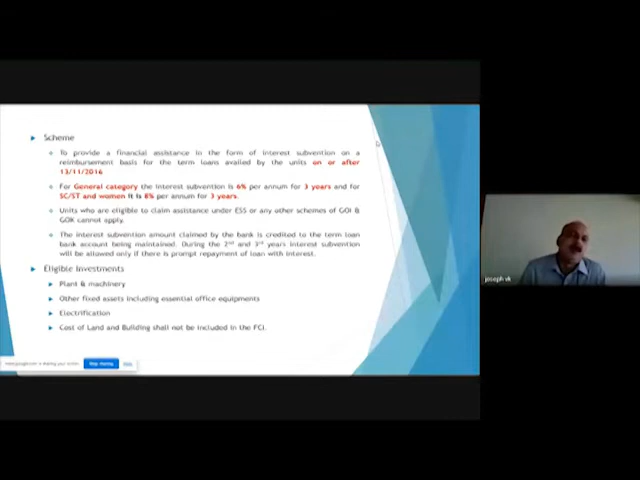 Scheme
To provide a financial assistance in the form of interest subvention on a
reimbursement basis for the term loans availed by the units on or after
13/11/2016
For General category the interest subvention is 6% per annum for 3 years and for
SC/ST and women it is 8% per annum for 3 years.
Units who are eligible to claim assistance under ESS or any other schemes of GOI &
GOK cannot apply.
The interest subvention amount claimed by the bank is credited to the term loan
bank account being maintained. During the 2nd and 3rd years interest subvention
will be allowed only if there is prompt repayment of loan with interest.
Eligible Investments
Plant & machinery
Other fixed assets including essential office equipments
Electrification
Cost of Land and Building shall not be included in the FCI.
is sharing your screen.
Stop sharing
Hide
joseph vk